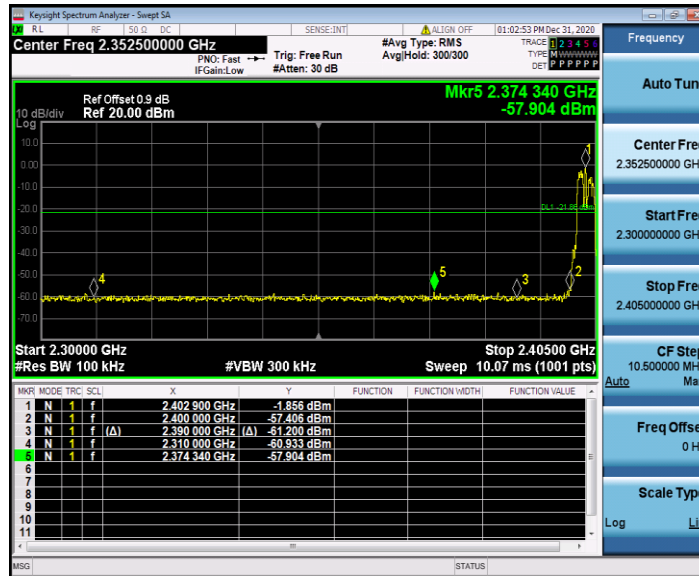 Keysight Spectrum Analyzer - Swept SA
RL RF 50 Ω DC SENSE:INT ALIGN OFF 01:02:53 PM Dec 31, 2020
Center Freq 2.352500000 GHz #Avg Type: RMS TRACE 1 2 3 4 5 6
PNO: Fast Trig: Free Run Avg|Hold: 300/300 TYPE M WWWWW
IFGain:Low #Atten: 30 dB DET P P P P P P
Mkr5 2.374 340 GHz
-57.904 dBm
Ref Offset 0.9 dB
10 dB/div Ref 20.00 dBm
Log
10.0
0.00
-10.0
-20.0
-30.0
-40.0
-50.0
-60.0
-70.0
1
2
3
4
5
Start 2.30000 GHz Stop 2.40500 GHz
#Res BW 100 kHz #VBW 300 kHz Sweep 10.07 ms (1001 pts)
MKR MODE TRC SCL X Y FUNCTION FUNCTION WIDTH FUNCTION VALUE
1 N 1 f 2.402 900 GHz -1.856 dBm
2 N 1 f 2.400 000 GHz -57.406 dBm
3 N 1 f (Δ) 2.390 000 GHz (Δ) -61.200 dBm
4 N 1 f 2.310 000 GHz -60.933 dBm
5 N 1 f 2.374 340 GHz -57.904 dBm
6
7
8
9
10
11
MSG STATUS
Frequency
Auto Tun
Center Fre
2.352500000 GH
Start Fre
2.300000000 GH
Stop Fre
2.405000000 GH
CF Step
10.500000 MH
Auto Ma
Freq Offse
0 H
Scale Type
Log Li